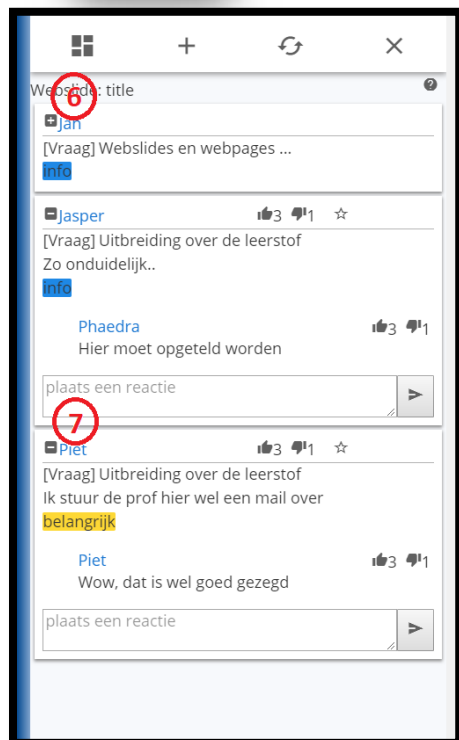 Webslide: title
6
Jan
[Vraag] Webslides en webpages ...
info
Jasper 3 1
[Vraag] Uitbreiding over de leerstof
Zo onduidelijk..
info
Phaedra 3 1
Hier moet opgeteld worden
plaats een reactie
7
Piet 3 1
[Vraag] Uitbreiding over de leerstof
Ik stuur de prof hier wel een mail over
belangrijk
Piet 3 1
Wow, dat is wel goed gezegd
plaats een reactie